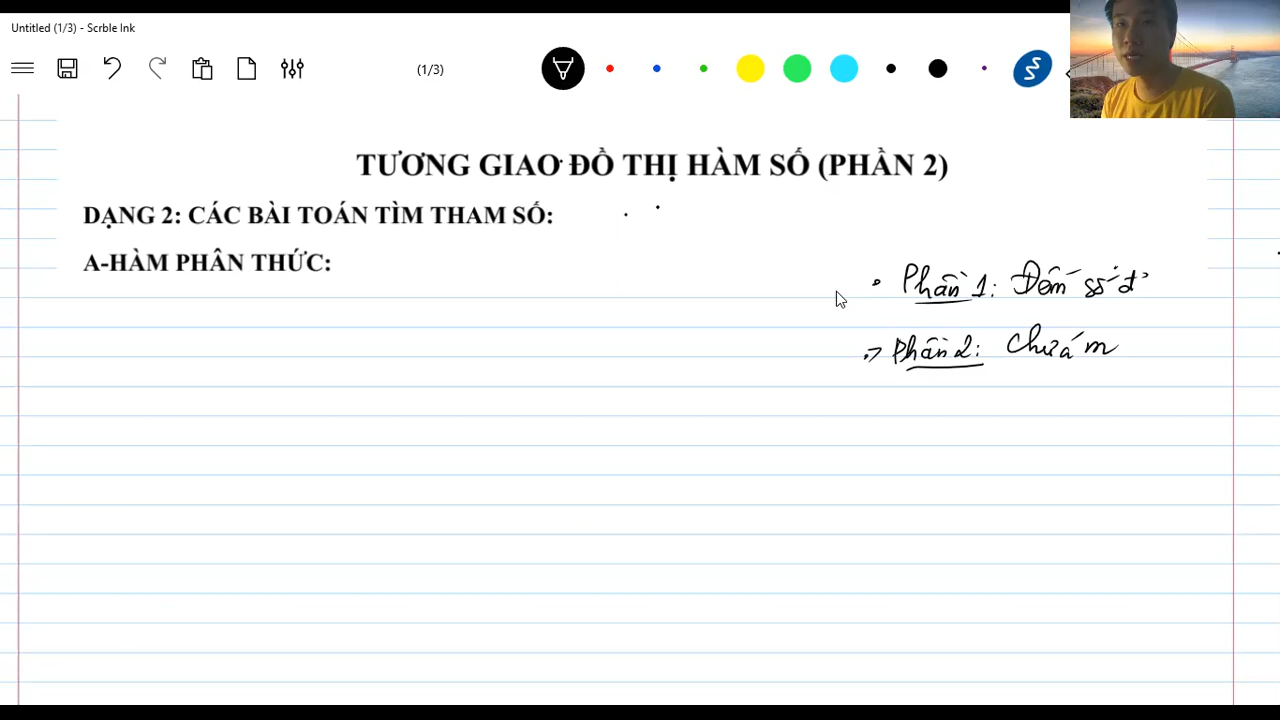 Untitled (1/3) - Scrble Ink
(1/3)
TƯƠNG GIAO ĐỒ THỊ HÀM SỐ (PHẦN 2)
DẠNG 2: CÁC BÀI TOÁN TÌM THAM SỐ:
A-HÀM PHÂN THỨC:
Phần 1: Đếm số
Phần 2: Chứa m